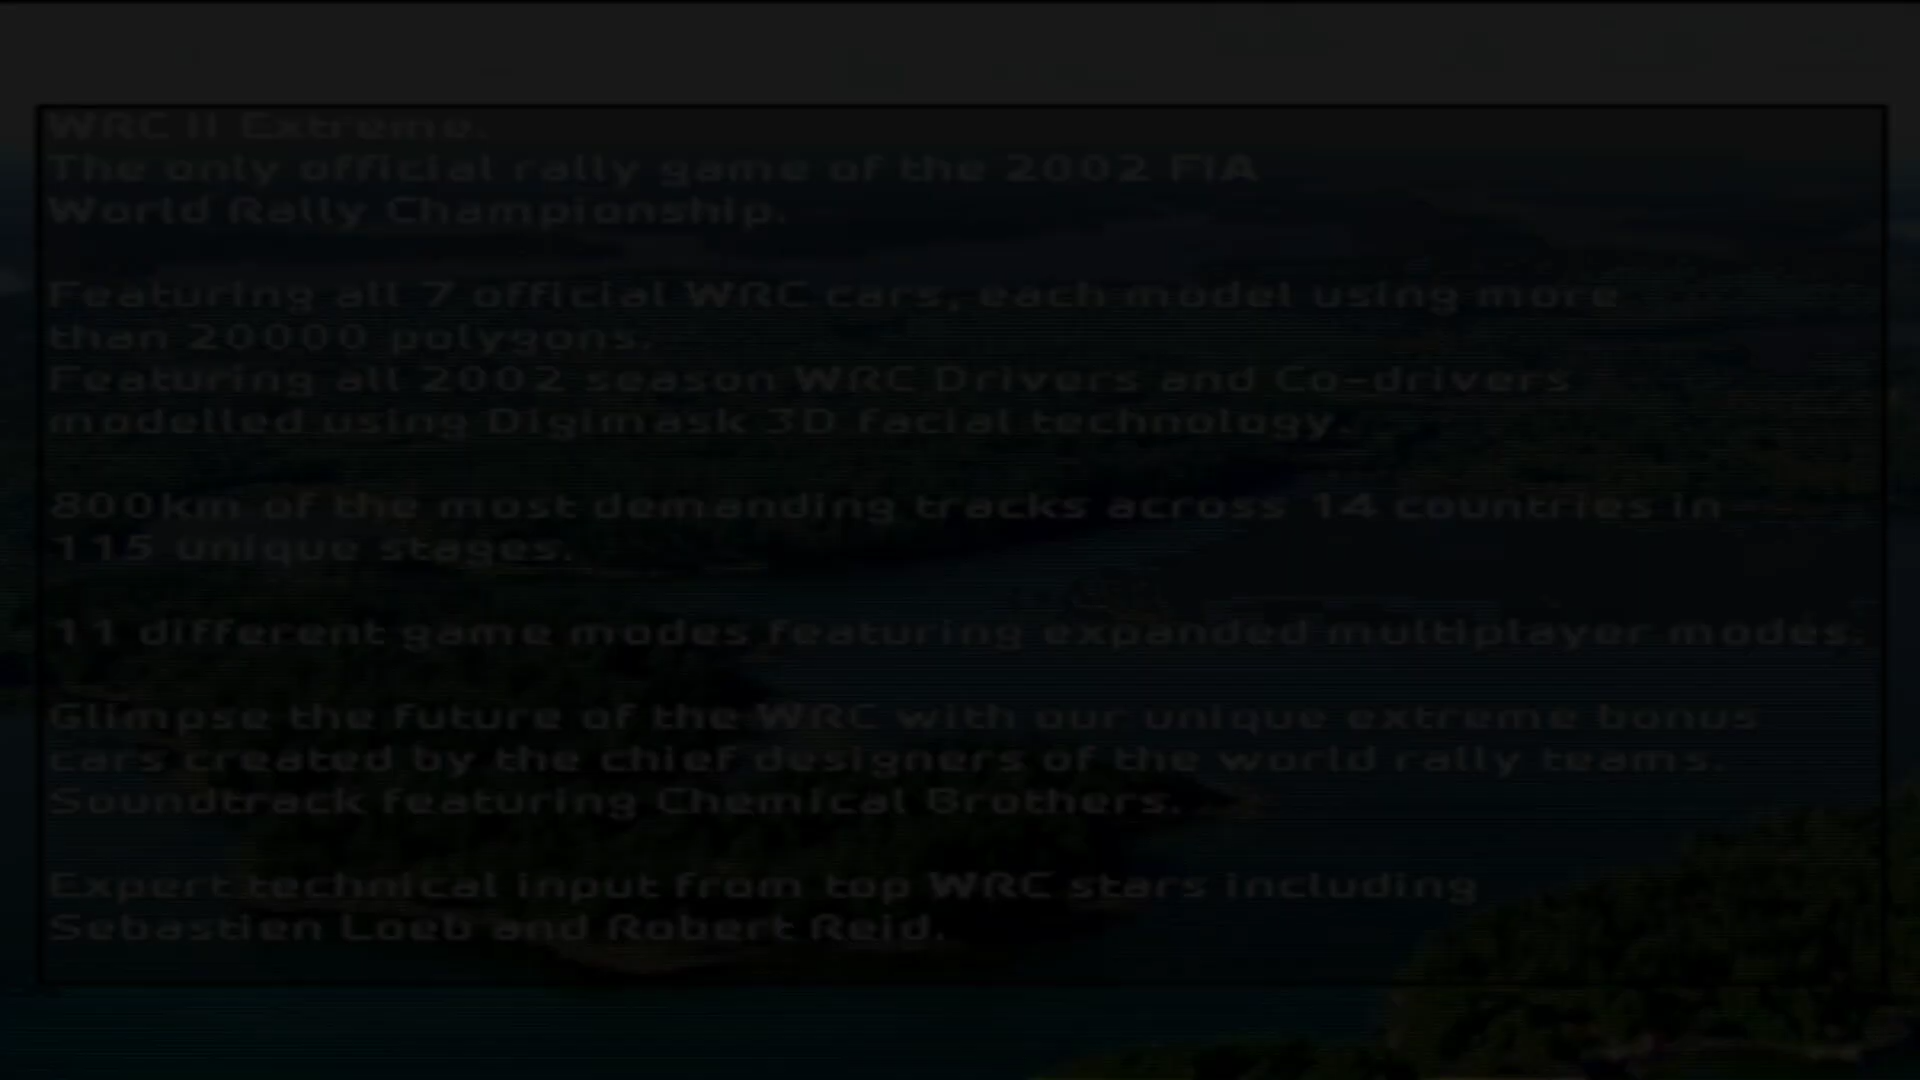 WRC II Extreme.
The only official rally game of the 2002 FIA
World Rally Championship.
Featuring all 7 official WRC cars, each model using more
than 20000 polygons.
Featuring all 2002 season WRC Drivers and Co-drivers
modelled using Digimask 3D facial technology.
800km of the most demanding tracks across 14 countries in
115 unique stages.
11 different game modes featuring expanded multiplayer modes.
Glimpse the future of the WRC with our unique extreme bonus
cars created by the chief designers of the world rally teams.
Soundtrack featuring Chemical Brothers.
Expert technical input from top WRC stars including
Sebastien Loeb and Robert Reid.